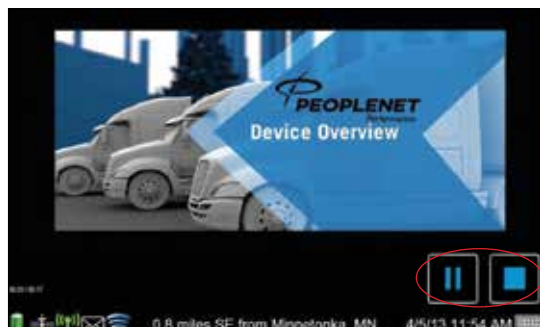 PEOPLENET
Device Overview
0.8 miles SE from Minnetonka, MN 4/5/13 11:54 AM